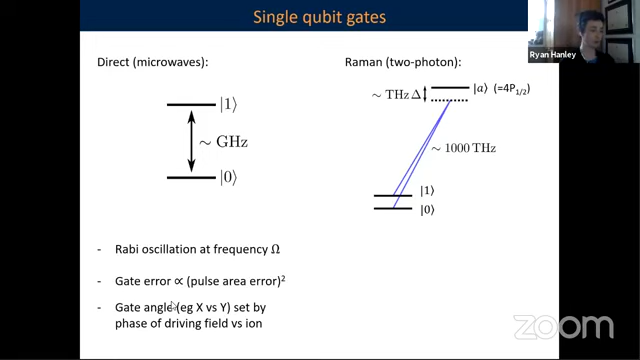 Single qubit gates
Ryan Hanley
Direct (microwaves):
|1⟩
∼ GHz
|0⟩
Raman (two-photon):
∼ THz Δ
|a⟩ (=4P1/2)
∼ 1000 THz
|1⟩
|0⟩
- Rabi oscillation at frequency Ω
- Gate error ∝ (pulse area error)²
- Gate angle (eg X vs Y) set by
phase of driving field vs ion
zoom